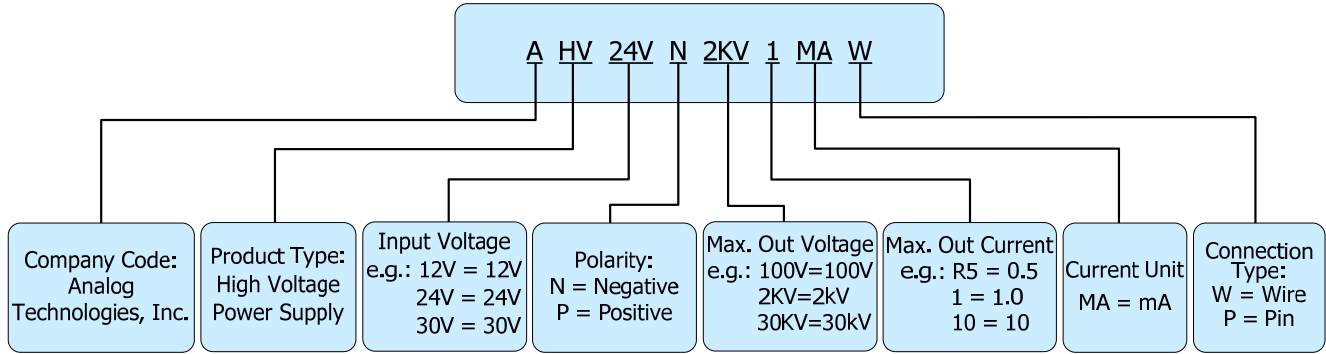 A HV 24V N 2KV 1 MA W
Company Code:
Analog
Technologies, Inc.
Product Type:
High Voltage
Power Supply
Input Voltage
e.g.: 12V = 12V
24V = 24V
30V = 30V
Polarity:
N = Negative
P = Positive
Max. Out Voltage
e.g.: 100V=100V
2KV=2kV
30KV=30kV
Max. Out Current
e.g.: R5 = 0.5
1 = 1.0
10 = 10
Current Unit
MA = mA
Connection
Type:
W = Wire
P = Pin